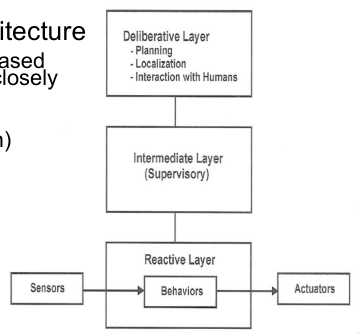 itecture
ased
closely
n)
Deliberative Layer
- Planning
- Localization
- Interaction with Humans
Intermediate Layer
(Supervisory)
Reactive Layer
Sensors
Behaviors
Actuators